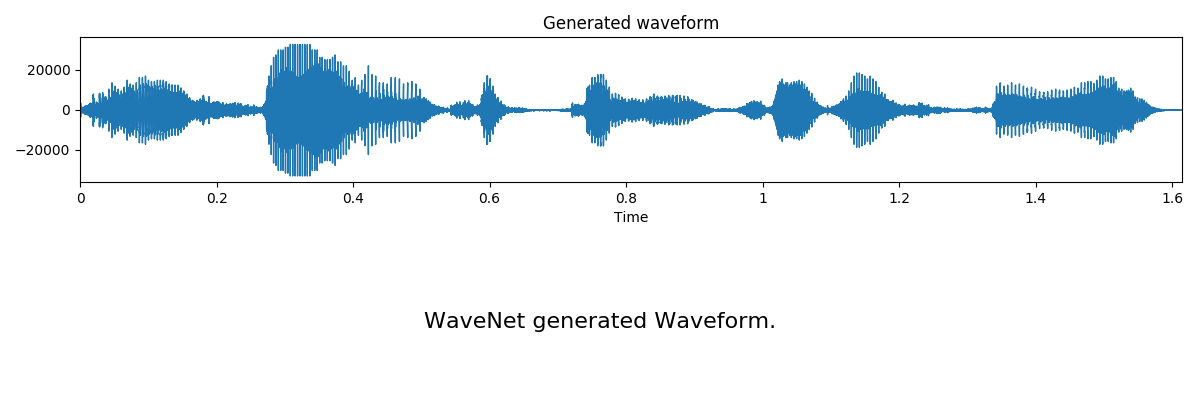 Generated waveform
20000
0
−20000
0 0.2 0.4 0.6 0.8 1 1.2 1.4 1.6
Time
WaveNet generated Waveform.